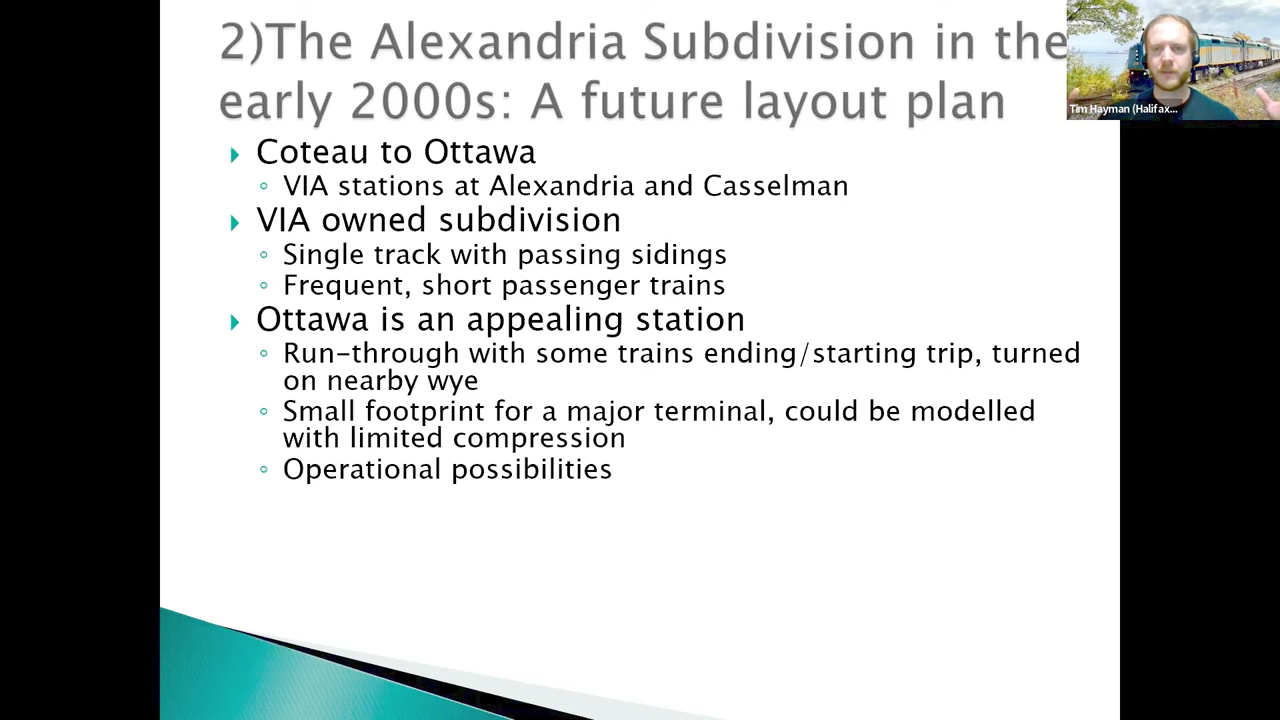 2)The Alexandria Subdivision in the
early 2000s: A future layout plan
Tim Hayman (Halifax...
Coteau to Ottawa
VIA stations at Alexandria and Casselman
VIA owned subdivision
Single track with passing sidings
Frequent, short passenger trains
Ottawa is an appealing station
Run-through with some trains ending/starting trip, turned
on nearby wye
Small footprint for a major terminal, could be modelled
with limited compression
Operational possibilities